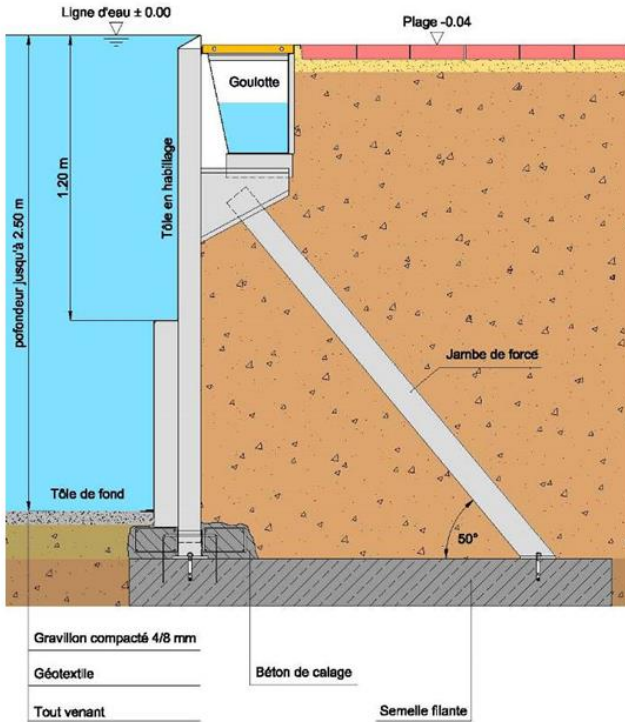 Ligne d'eau ± 0.00
Plage -0.04
Goulotte
Tôle en habillage
1.20 m
pofondeur jusqu'à 2.50 m
Jambe de force
Tôle de fond
50°
Gravillon compacté 4/8 mm
Géotextile
Béton de calage
Tout venant
Semelle filante